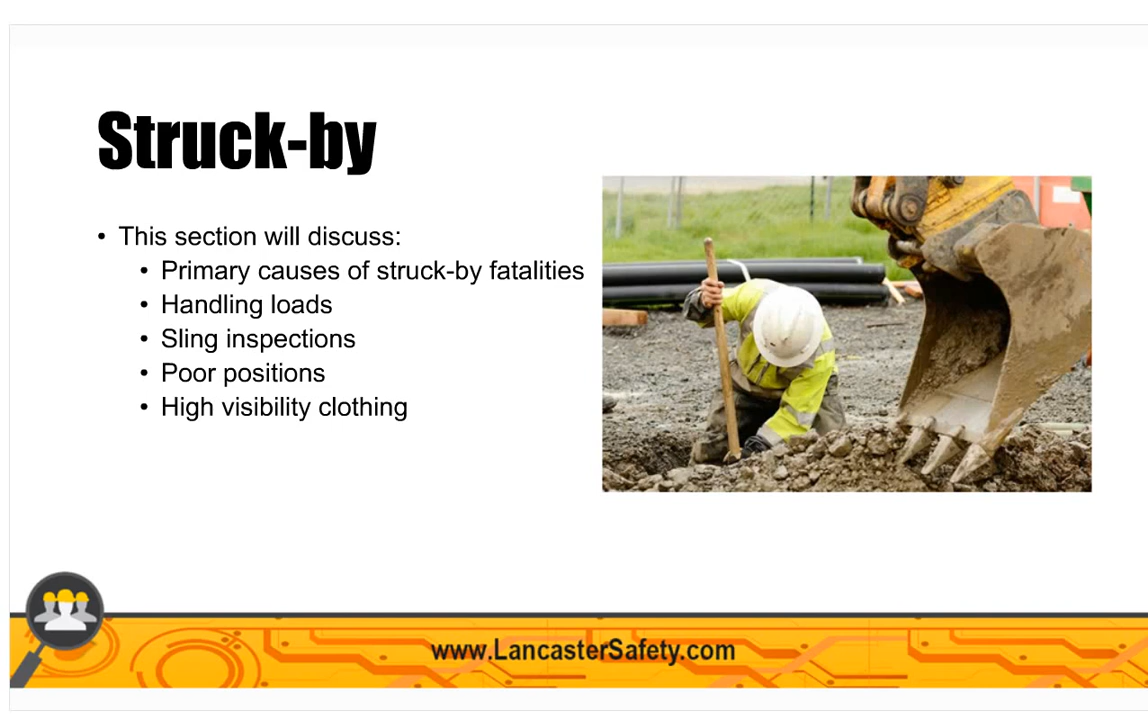 Struck-by
• This section will discuss:
• Primary causes of struck-by fatalities
• Handling loads
• Sling inspections
• Poor positions
• High visibility clothing
www.LancasterSafety.com